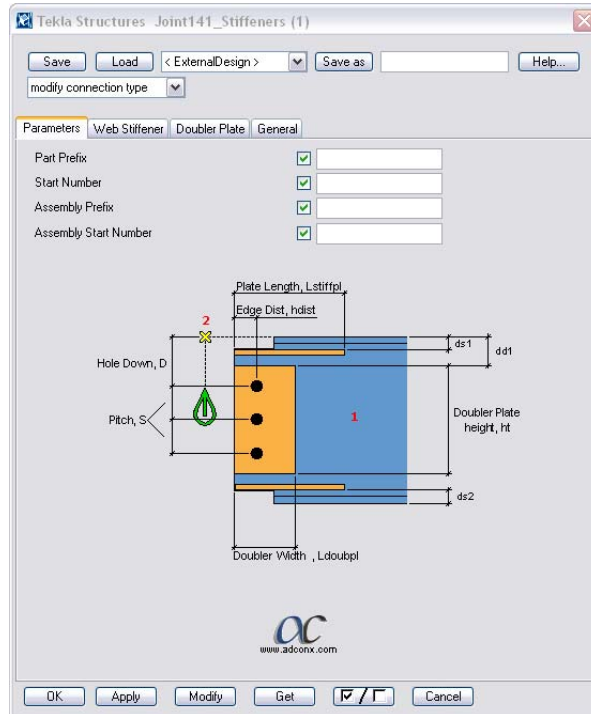 Tekla Structures Joint141_Stiffeners (1)
Save Load < ExternalDesign > Save as Help...
modify connection type
Parameters Web Stiffener Doubler Plate General
Part Prefix
Start Number
Assembly Prefix
Assembly Start Number
Plate Length, Lstiffpl
2 Edge Dist, hdist
ds1
dd1
Hole Down, D
Pitch, S
1
Doubler Plate
height, ht
ds2
Doubler Width , Ldoubpl
ac
www.adconx.com
OK Apply Modify Get / Cancel